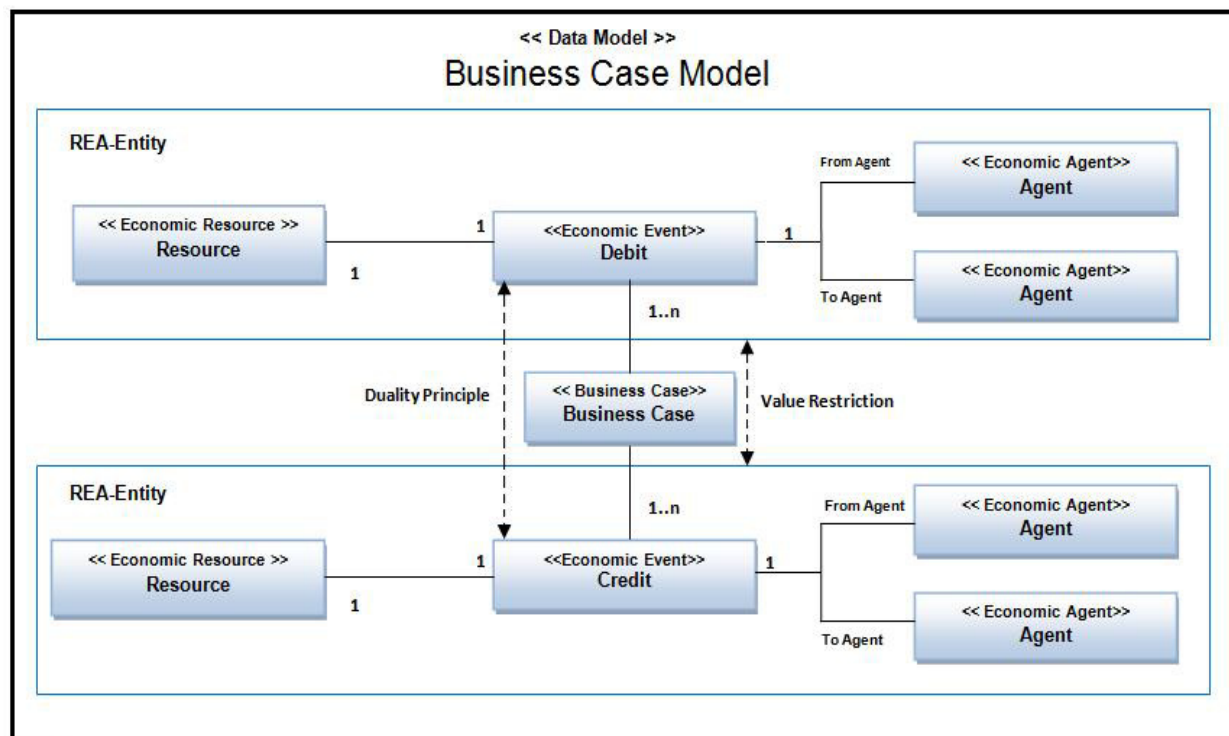 << Data Model >>
Business Case Model
REA-Entity
<< Economic Resource >>
Resource
1
1
<<Economic Event>>
Debit
1
From Agent
<< Economic Agent>>
Agent
To Agent
<< Economic Agent>>
Agent
1..n
Duality Principle
<< Business Case>>
Business Case
Value Restriction
REA-Entity
1..n
<< Economic Resource >>
Resource
1
1
<<Economic Event>>
Credit
1
From Agent
<< Economic Agent>>
Agent
To Agent
<< Economic Agent>>
Agent